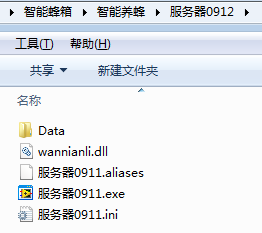 智能蜂箱 智能养蜂 服务器0912
工具(T) 帮助(H)
共享 新建文件夹
名称
Data
wannianli.dll
服务器0911.aliases
服务器0911.exe
服务器0911.ini